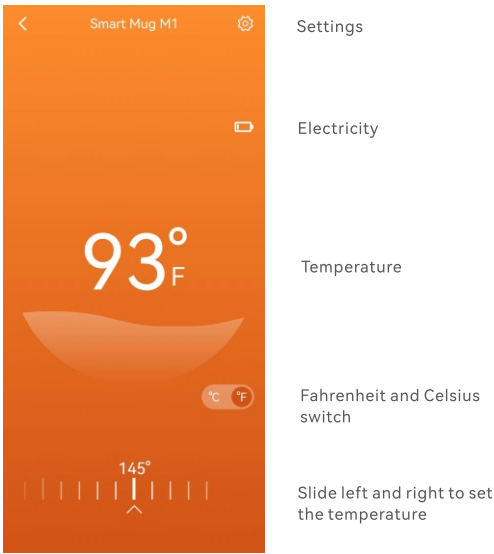 Smart Mug M1
Settings
Electricity
93°F
Temperature
°C °F
Fahrenheit and Celsius
switch
145°
Slide left and right to set
the temperature